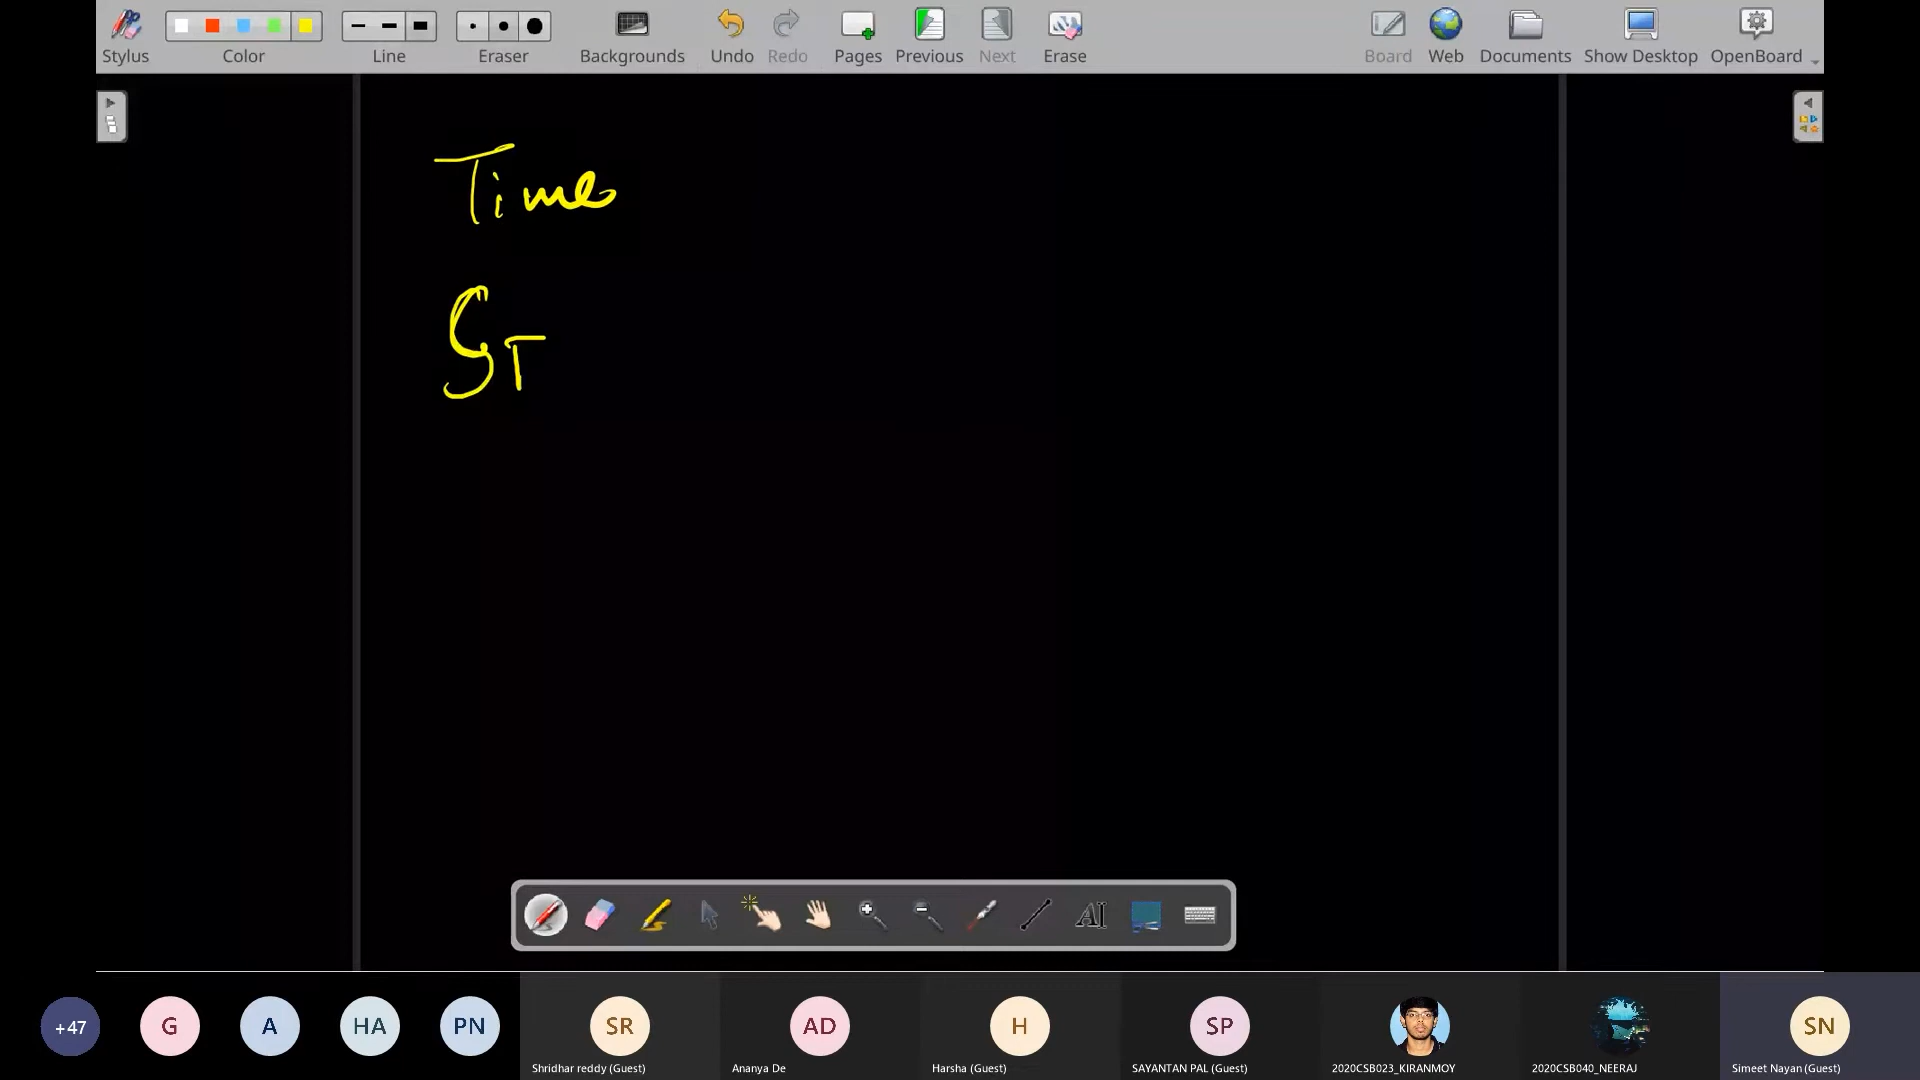 Stylus Color Line Eraser Backgrounds Undo Redo Pages Previous Next Erase Board Web Documents Show Desktop OpenBoard
Time
ST
AI
+47 G A HA PN SR AD H SP SN
Shridhar reddy (Guest) Ananya De Harsha (Guest) SAYANTAN PAL (Guest) 2020CSB023_KIRANMOY 2020CSB040_NEERAJ Simeet Nayan (Guest)